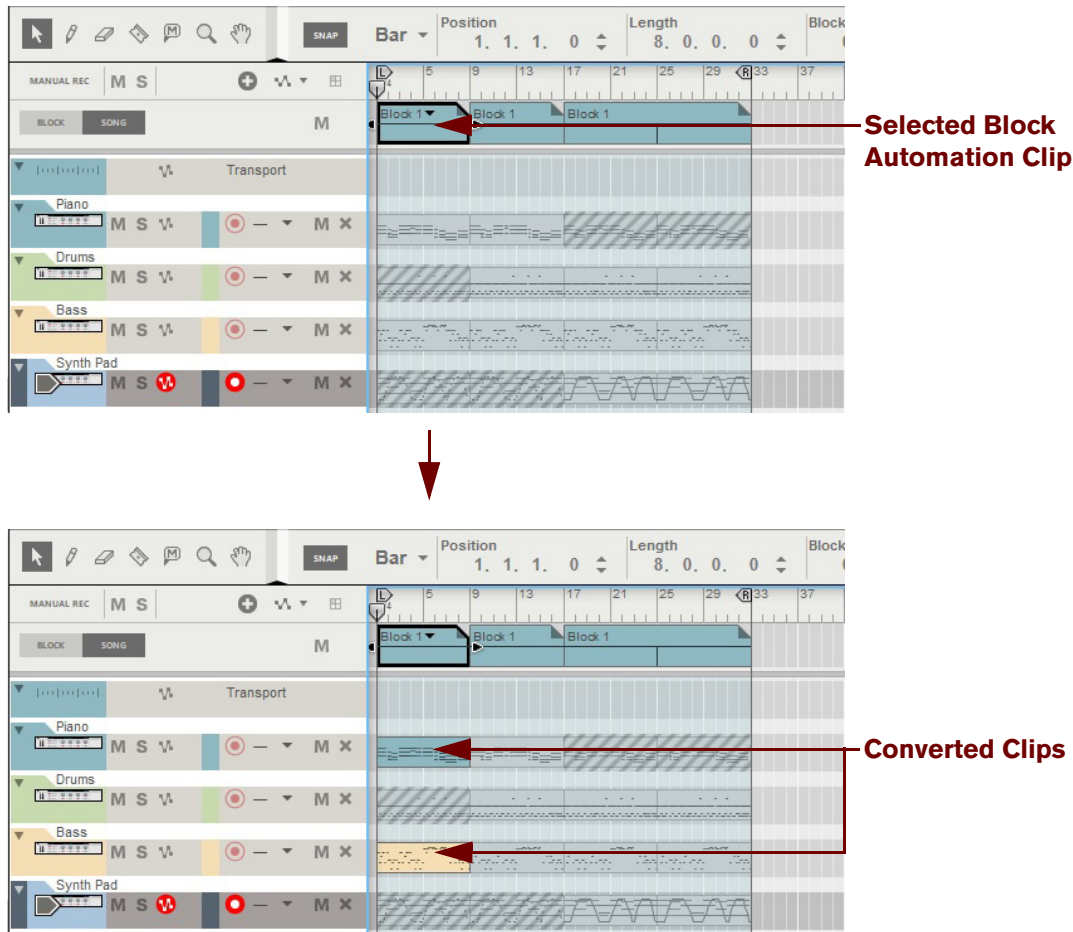 Position Length Block
SNAP Bar 1. 1. 1. 0 8. 0. 0. 0
MANUAL REC M S L 5 9 13 17 21 25 29 R 33 37
4
BLOCK SONG M Block 1 Block 1 Block 1
Selected Block
Automation Clip
Transport
Piano
M S M
Drums
M S M
Bass
M S M
Synth Pad
M S M
Position Length Block
SNAP Bar 1. 1. 1. 0 8. 0. 0. 0
MANUAL REC M S L 5 9 13 17 21 25 29 R 33 37
4
BLOCK SONG M Block 1 Block 1 Block 1
Transport
Piano
M S M
Converted Clips
Drums
M S M
Bass
M S M
Synth Pad
M S M